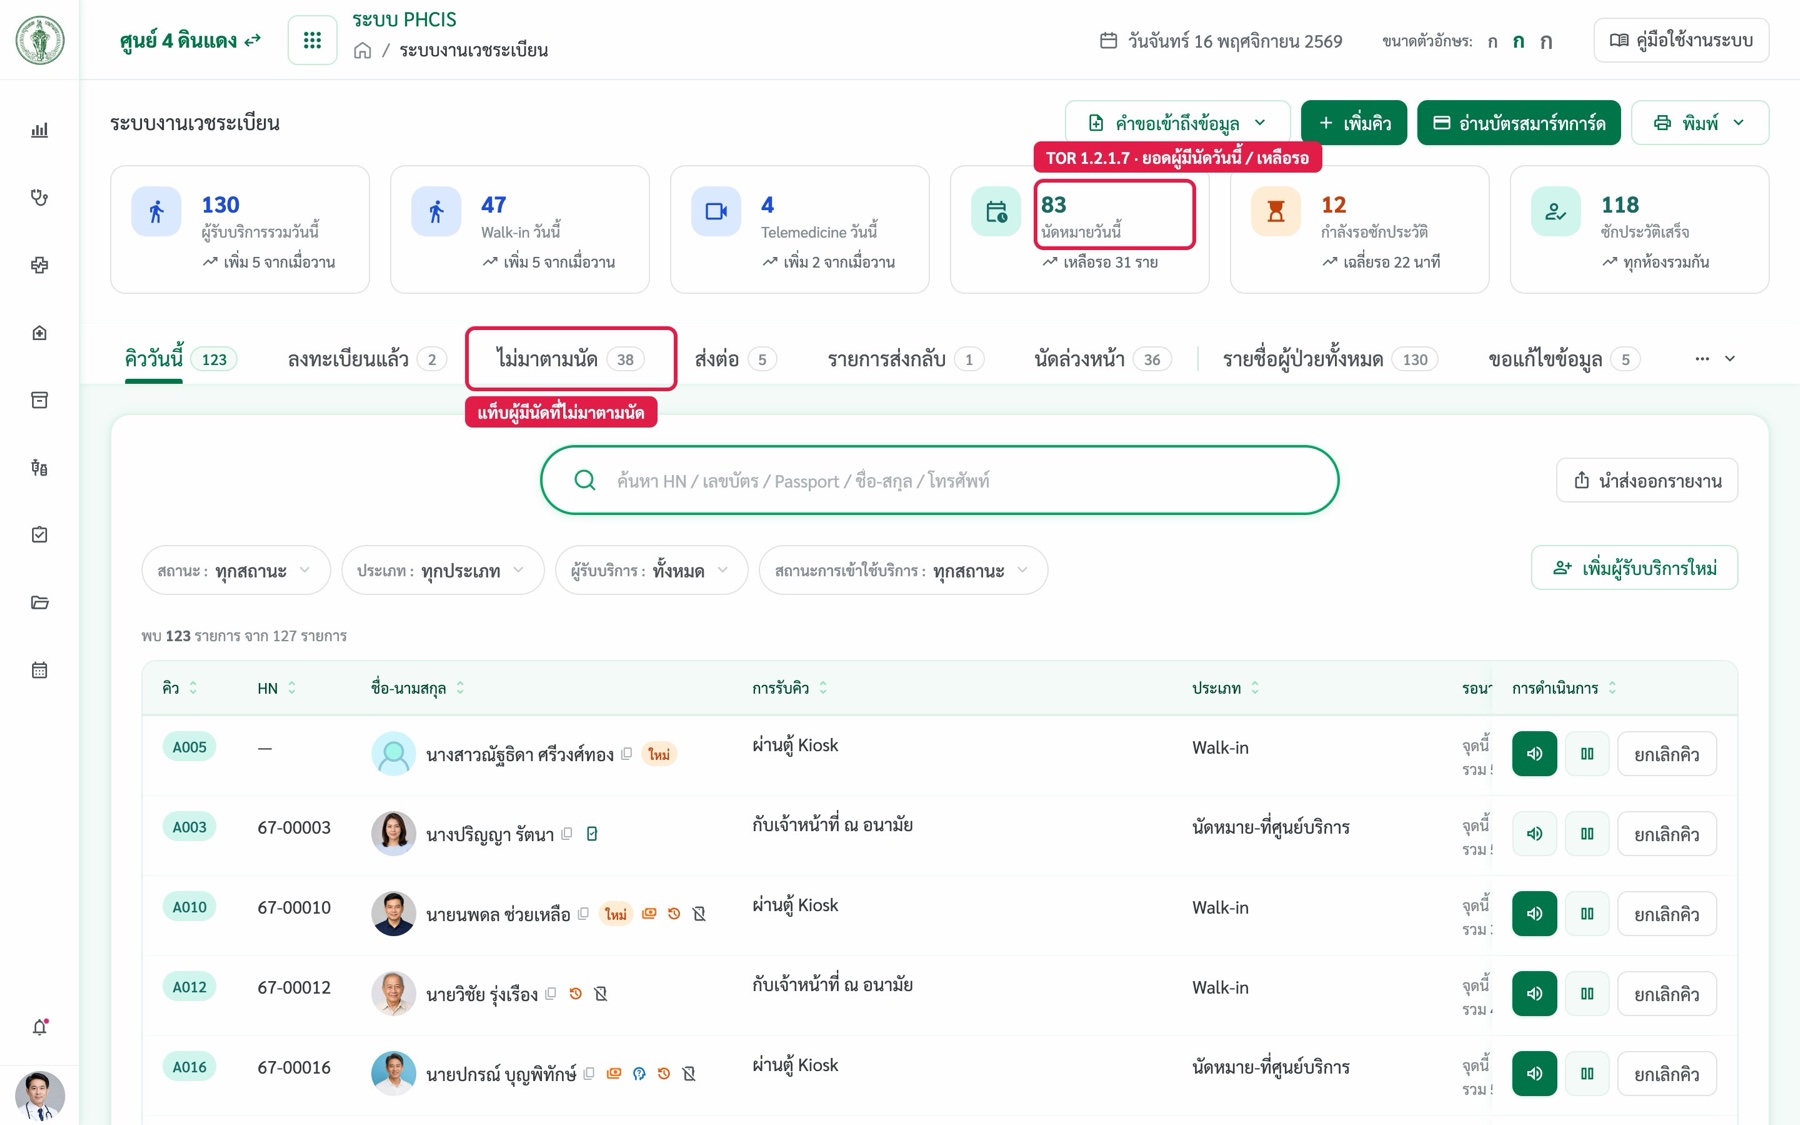 ศูนย์ 4 ดินแดง
ระบบ PHCIS
/ ระบบงานเวชระเบียน
วันจันทร์ 16 พฤศจิกายน 2569
ขนาดตัวอักษร: ก ก ก
คู่มือใช้งานระบบ
ระบบงานเวชระเบียน
คำขอเข้าถึงข้อมูล
+ เพิ่มคิว
อ่านบัตรสมาร์ทการ์ด
พิมพ์
TOR 1.2.1.7 · ยอดผู้มีนัดวันนี้ / เหลือรอ
130
ผู้รับบริการรวมวันนี้
เพิ่ม 5 จากเมื่อวาน
47
Walk-in วันนี้
เพิ่ม 5 จากเมื่อวาน
4
Telemedicine วันนี้
เพิ่ม 2 จากเมื่อวาน
83
นัดหมายวันนี้
เหลือรอ 31 ราย
12
กำลังรอซักประวัติ
เฉลี่ยรอ 22 นาที
118
ซักประวัติเสร็จ
ทุกห้องรวมกัน
คิววันนี้ 123
ลงทะเบียนแล้ว 2
ไม่มาตามนัด 38
ส่งต่อ 5
รายการส่งกลับ 1
นัดล่วงหน้า 36
รายชื่อผู้ป่วยทั้งหมด 130
ขอแก้ไขข้อมูล 5
แท็บผู้มีนัดที่ไม่มาตามนัด
ค้นหา HN / เลขบัตร / Passport / ชื่อ-สกุล / โทรศัพท์
นำส่งออกรายงาน
สถานะ : ทุกสถานะ
ประเภท : ทุกประเภท
ผู้รับบริการ : ทั้งหมด
สถานะการเข้าใช้บริการ : ทุกสถานะ
เพิ่มผู้รับบริการใหม่
พบ 123 รายการ จาก 127 รายการ
คิว HN ชื่อ-นามสกุล การรับคิว ประเภท การดำเนินการ
A005 — นางสาวณัฐธิดา ศรีวงศ์ทอง ใหม่ ผ่านตู้ Kiosk Walk-in จุดนี้ ยกเลิกคิว
รวม
A003 67-00003 นางปริญญา รัตนา กับเจ้าหน้าที่ ณ อนามัย นัดหมาย-ที่ศูนย์บริการ จุดนี้ ยกเลิกคิว
รวม
A010 67-00010 นายนพดล ช่วยเหลือ ใหม่ ผ่านตู้ Kiosk Walk-in จุดนี้ ยกเลิกคิว
รวม
A012 67-00012 นายวิชัย รุ่งเรือง กับเจ้าหน้าที่ ณ อนามัย Walk-in จุดนี้ ยกเลิกคิว
รวม
A016 67-00016 นายปกรณ์ บุญพิทักษ์ ผ่านตู้ Kiosk นัดหมาย-ที่ศูนย์บริการ จุดนี้ ยกเลิกคิว
รวม